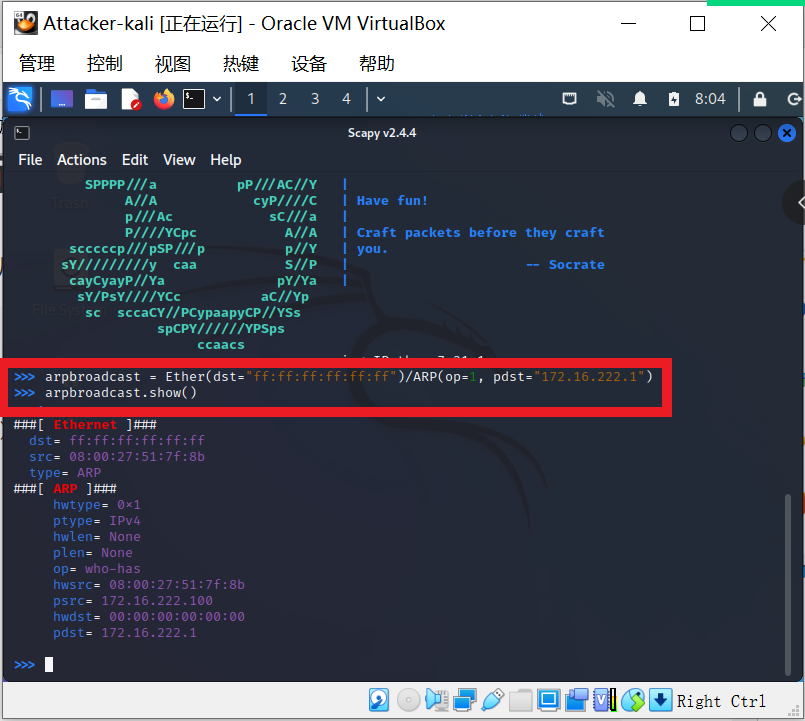 Attacker-kali [正在运行] - Oracle VM VirtualBox
管理 控制 视图 热键 设备 帮助
1 2 3 4 8:04
Scapy v2.4.4
File Actions Edit View Help
SPPPP///a pP///AC//Y |
A//A cyP////C | Have fun!
p///Ac sC///a |
P////YCpc A//A | Craft packets before they craft
scccccp///pSP///p p//Y | you.
sY/////////y caa S//P | -- Socrate
cayCyayP//Ya pY/Ya |
sY/PsY////YCc aC//Yp
sc sccaCY//PCypaapyCP//YSs
spCPY//////YPSps
ccaacs
>>> arpbroadcast = Ether(dst="ff:ff:ff:ff:ff:ff")/ARP(op=1, pdst="172.16.222.1")
>>> arpbroadcast.show()
###[ Ethernet ]###
dst= ff:ff:ff:ff:ff:ff
src= 08:00:27:51:7f:8b
type= ARP
###[ ARP ]###
hwtype= 0×1
ptype= IPv4
hwlen= None
plen= None
op= who-has
hwsrc= 08:00:27:51:7f:8b
psrc= 172.16.222.100
hwdst= 00:00:00:00:00:00
pdst= 172.16.222.1
>>>
Right Ctrl